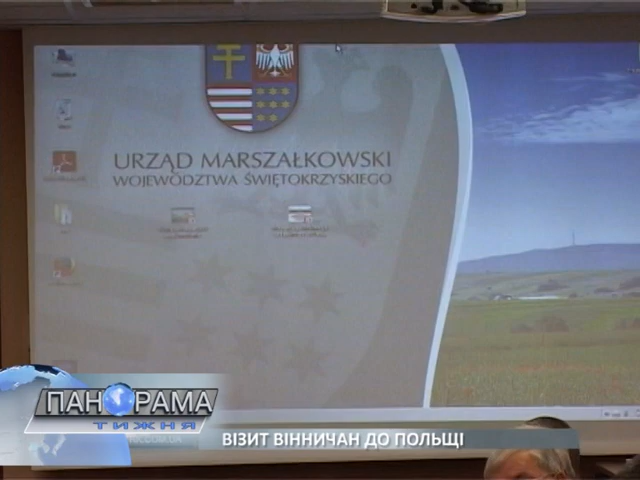 URZĄD MARSZAŁKOWSKI
WOJEWÓDZTWA ŚWIĘTOKRZYSKIEGO
ПАНОРАМА
ТИЖНЯ
ВІЗИТ ВІННИЧАН ДО ПОЛЬЩІ